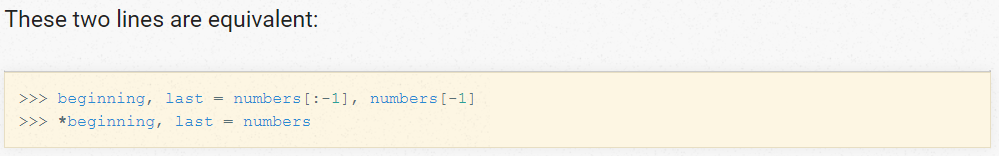 These two lines are equivalent:
>>> beginning, last = numbers[:-1], numbers[-1]
>>> *beginning, last = numbers